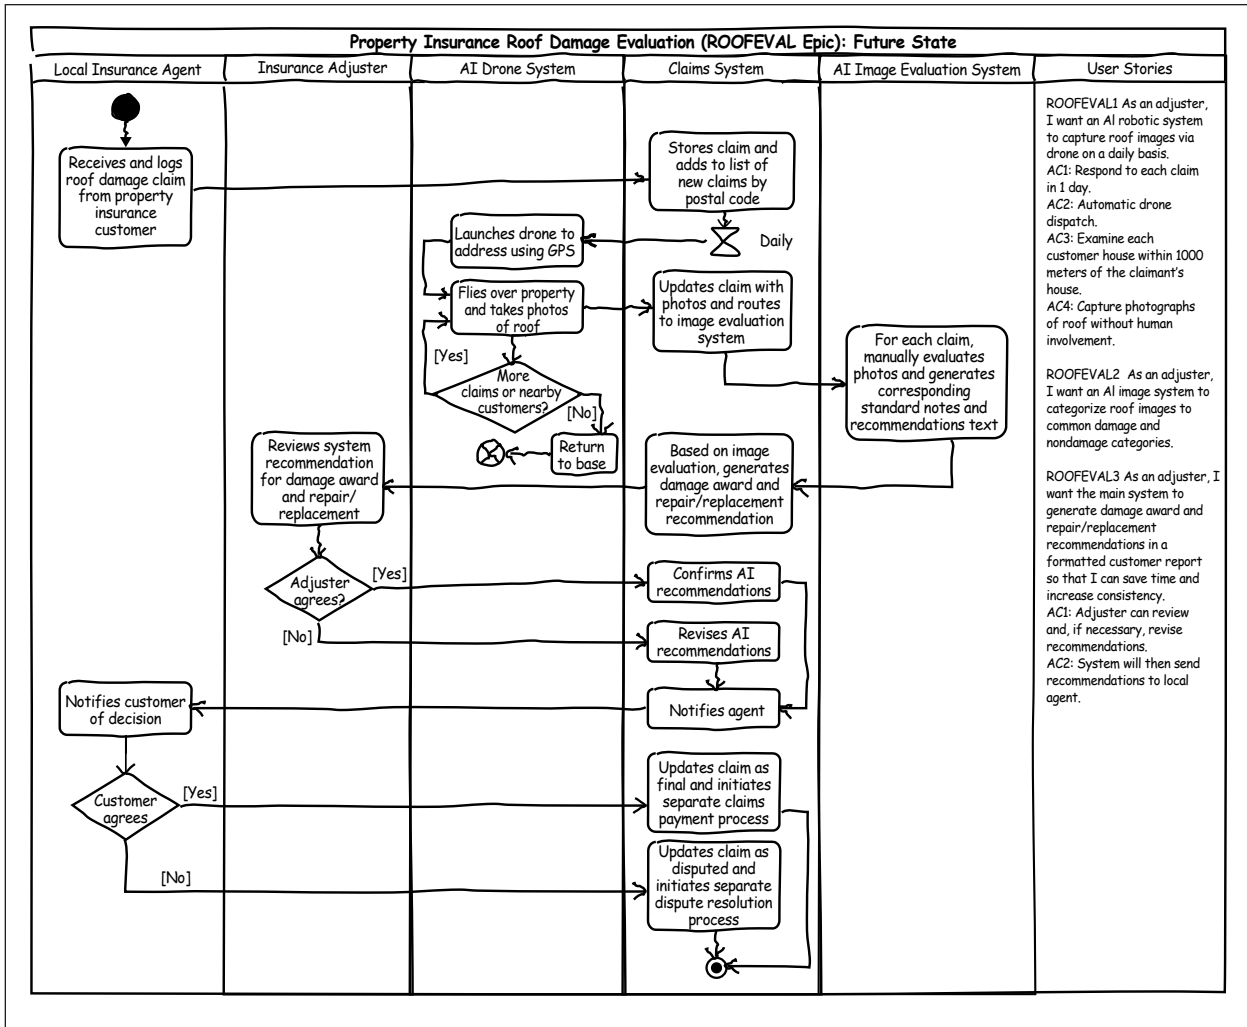 Property Insurance Roof Damage Evaluation (ROOFEVAL Epic): Future State
Local Insurance Agent
Insurance Adjuster
AI Drone System
Claims System
AI Image Evaluation System
User Stories
Receives and logs
roof damage claim
from property
insurance
customer
Stores claim and
adds to list of
new claims by
postal code
Daily
Launches drone to
address using GPS
Flies over property
and takes photos
of roof
Updates claim with
photos and routes
to image evaluation
system
[Yes]
More
claims or nearby
customers?
[No]
Return
to base
For each claim,
manually evaluates
photos and generates
corresponding
standard notes and
recommendations text
Based on image
evaluation, generates
damage award and
repair/replacement
recommendation
Reviews system
recommendation
for damage award
and repair/
replacement
Adjuster
agrees?
[Yes]
[No]
Confirms AI
recommendations
Revises AI
recommendations
Notifies agent
Notifies customer
of decision
Customer
agrees
[Yes]
[No]
Updates claim as
final and initiates
separate claims
payment process
Updates claim as
disputed and
initiates separate
dispute resolution
process
ROOFEVAL1 As an adjuster,
I want an AI robotic system
to capture roof images via
drone on a daily basis.
AC1: Respond to each claim
in 1 day.
AC2: Automatic drone
dispatch.
AC3: Examine each
customer house within 1000
meters of the claimant's
house.
AC4: Capture photographs
of roof without human
involvement.
ROOFEVAL2 As an adjuster,
I want an AI image system to
categorize roof images to
common damage and
nondamage categories.
ROOFEVAL3 As an adjuster, I
want the main system to
generate damage award and
repair/replacement
recommendations in a
formatted customer report
so that I can save time and
increase consistency.
AC1: Adjuster can review
and, if necessary, revise
recommendations.
AC2: System will then send
recommendations to local
agent.